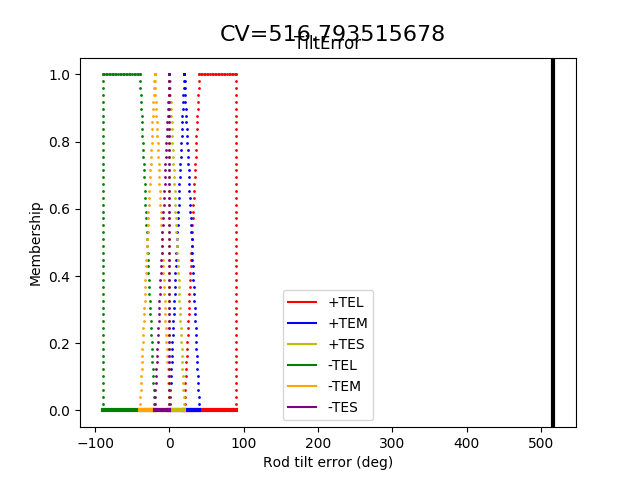 CV=516.793515678
TiltError
1.0
0.8
0.6
0.4
0.2
0.0
Membership
+TEL
+TEM
+TES
-TEL
-TEM
-TES
−100 0 100 200 300 400 500
Rod tilt error (deg)